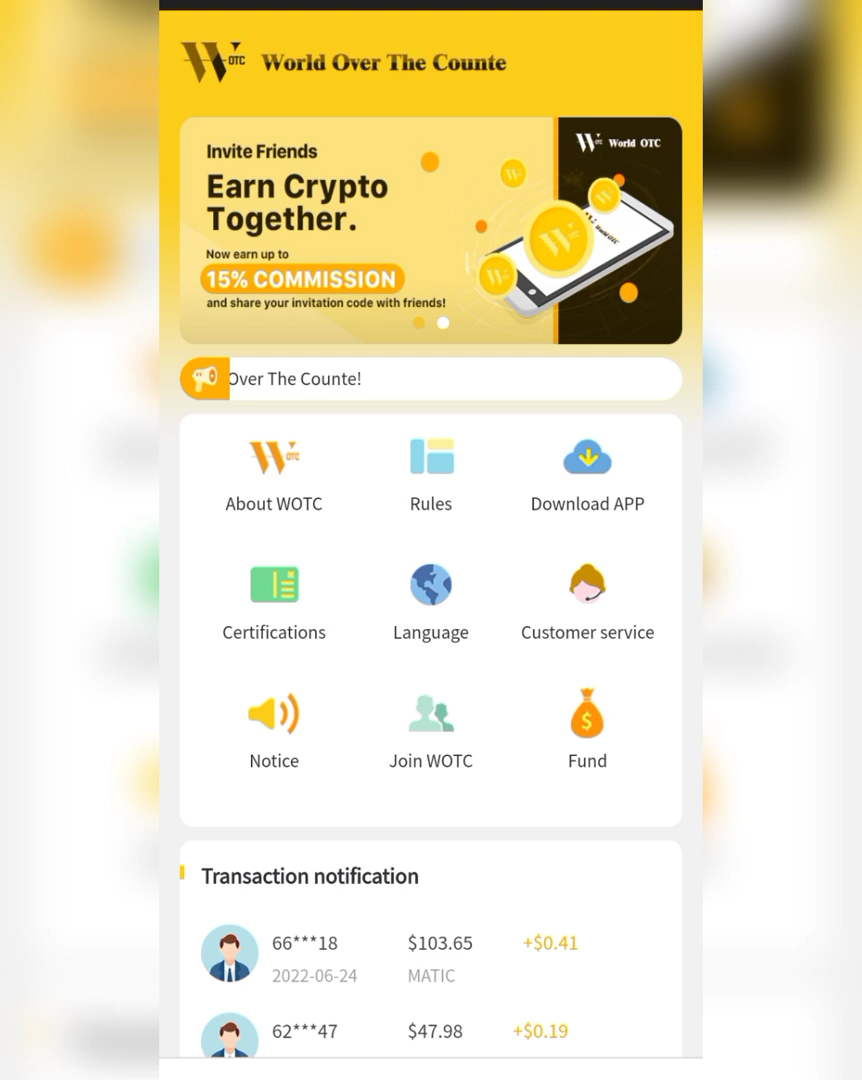 W OTC World Over The Counte
Invite Friends
W OTC World OTC
Earn Crypto
Together.
Now earn up to
15% COMMISSION
and share your invitation code with friends!
Over The Counte!
W OTC
About WOTC
Rules
Download APP
Certifications
Language
Customer service
Notice
Join WOTC
Fund
Transaction notification
66***18 $103.65 +$0.41
2022-06-24 MATIC
62***47 $47.98 +$0.19